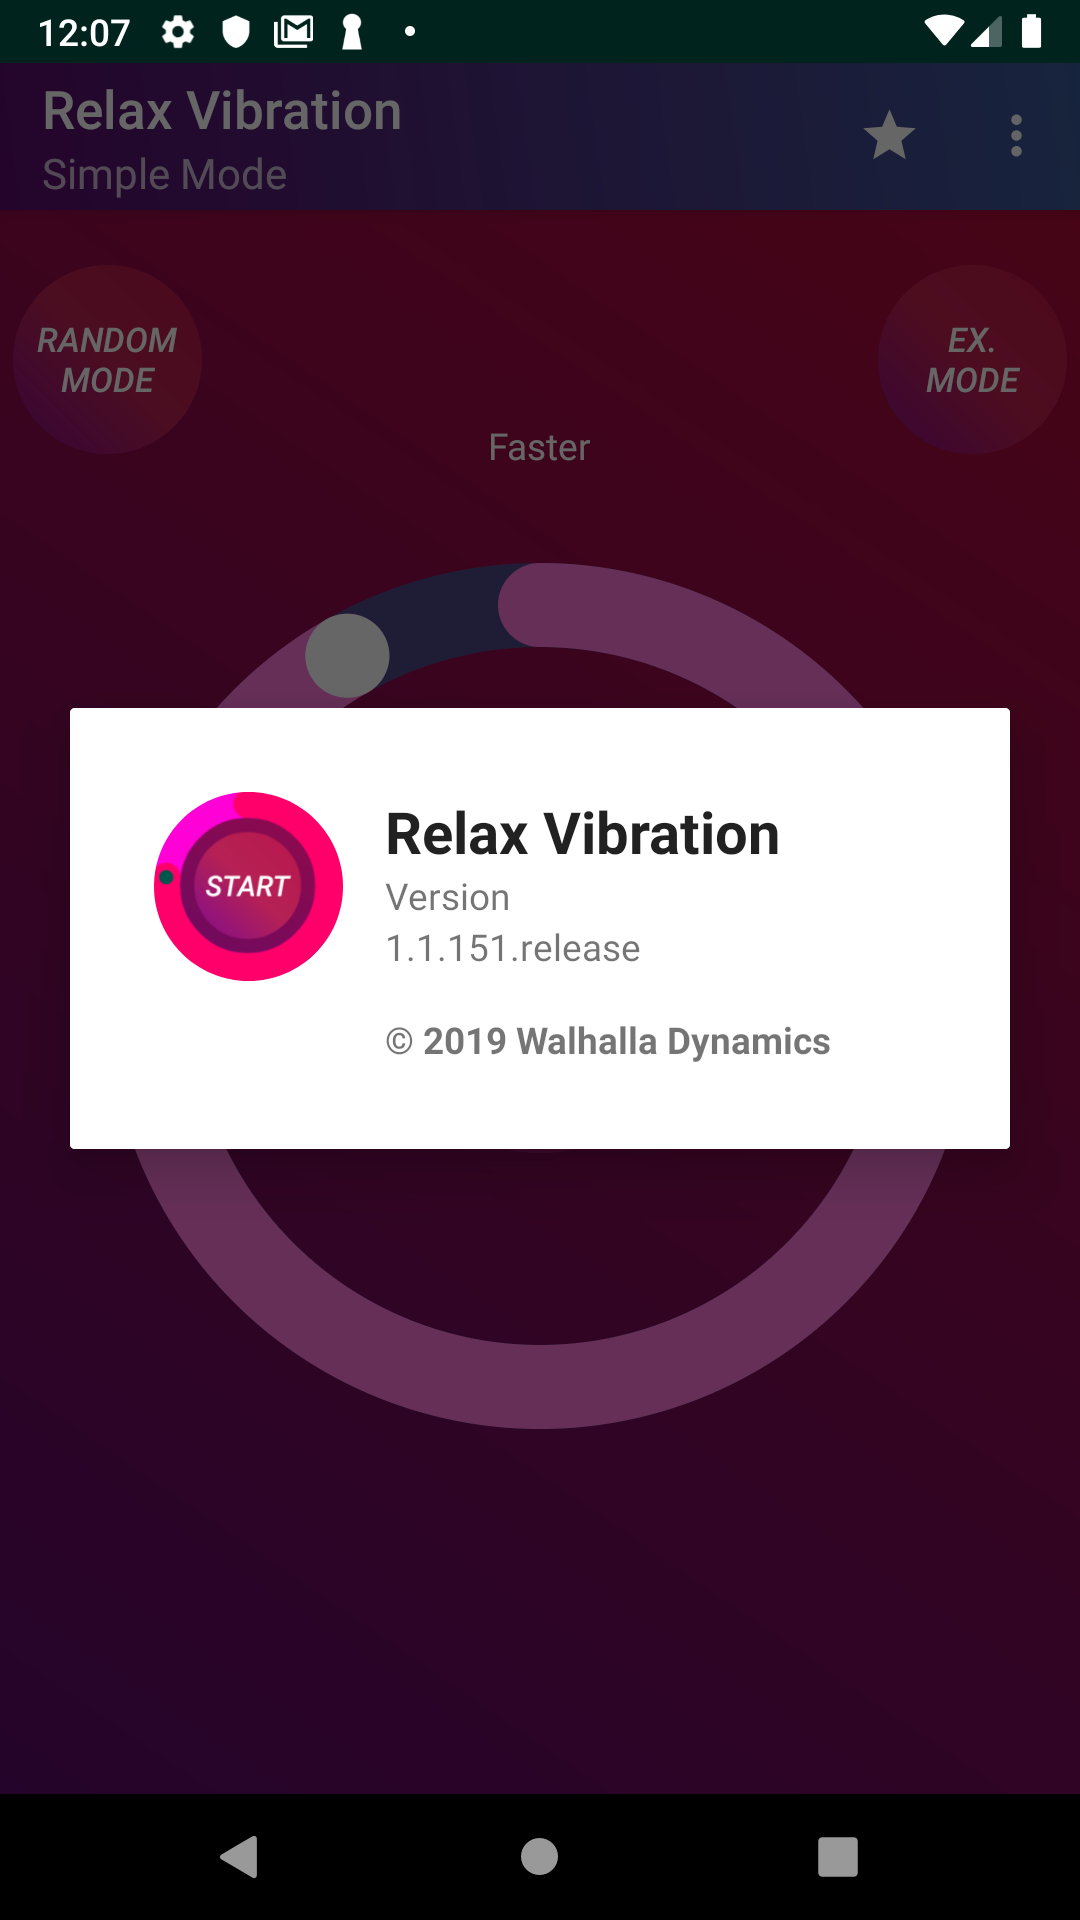 12:07
Relax Vibration
Simple Mode
RANDOM
MODE
EX.
MODE
Faster
START
Relax Vibration
Version
1.1.151.release
© 2019 Walhalla Dynamics